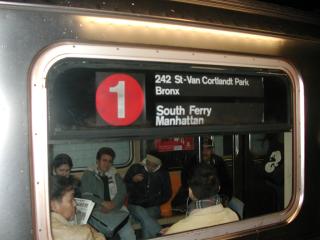 1
242 St-Van Cortlandt Park
Bronx
South Ferry
Manhattan